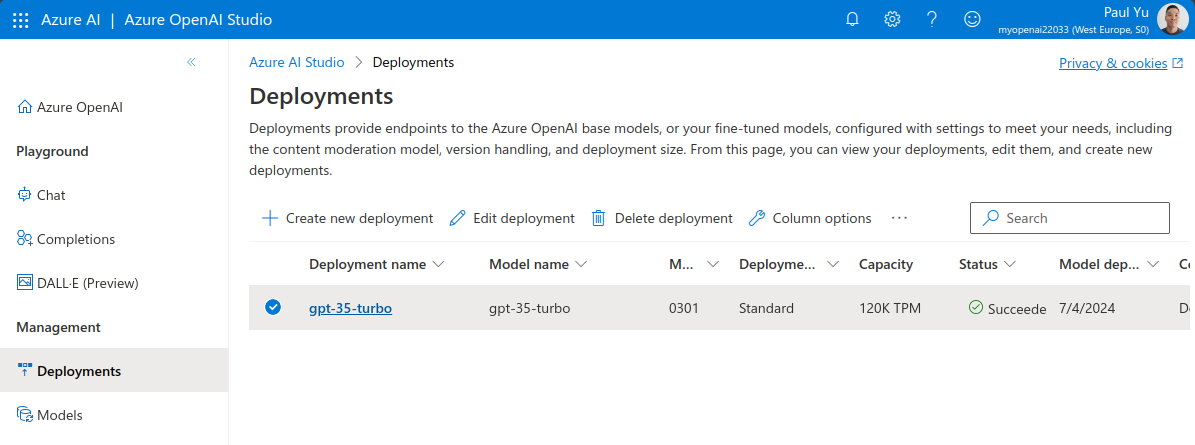 Azure AI | Azure OpenAI Studio
Paul Yu
myopenai22033 (West Europe, S0)
Azure OpenAI
Playground
Chat
Completions
DALL·E (Preview)
Management
Deployments
Models
Azure AI Studio > Deployments
Privacy & cookies
Deployments
Deployments provide endpoints to the Azure OpenAI base models, or your fine-tuned models, configured with settings to meet your needs, including
the content moderation model, version handling, and deployment size. From this page, you can view your deployments, edit them, and create new
deployments.
Create new deployment Edit deployment Delete deployment Column options ··· Search
Deployment name Model name M... Deployme... Capacity Status Model dep... Co
gpt-35-turbo gpt-35-turbo 0301 Standard 120K TPM Succeede 7/4/2024